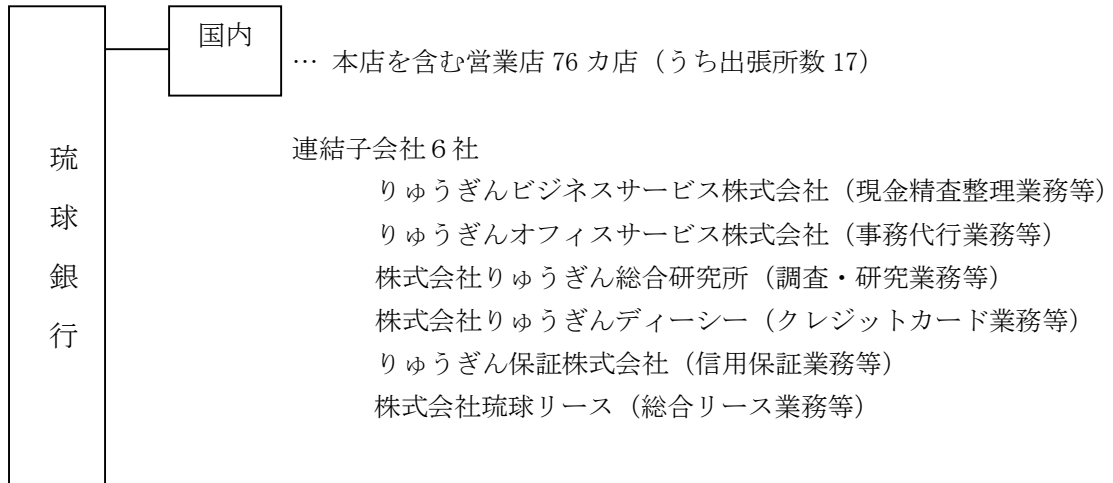 国内
… 本店を含む営業店 76 カ店（うち出張所数 17）
琉球銀行
連結子会社６社
りゅうぎんビジネスサービス株式会社（現金精査整理業務等）
りゅうぎんオフィスサービス株式会社（事務代行業務等）
株式会社りゅうぎん総合研究所（調査・研究業務等）
株式会社りゅうぎんディーシー（クレジットカード業務等）
りゅうぎん保証株式会社（信用保証業務等）
株式会社琉球リース（総合リース業務等）